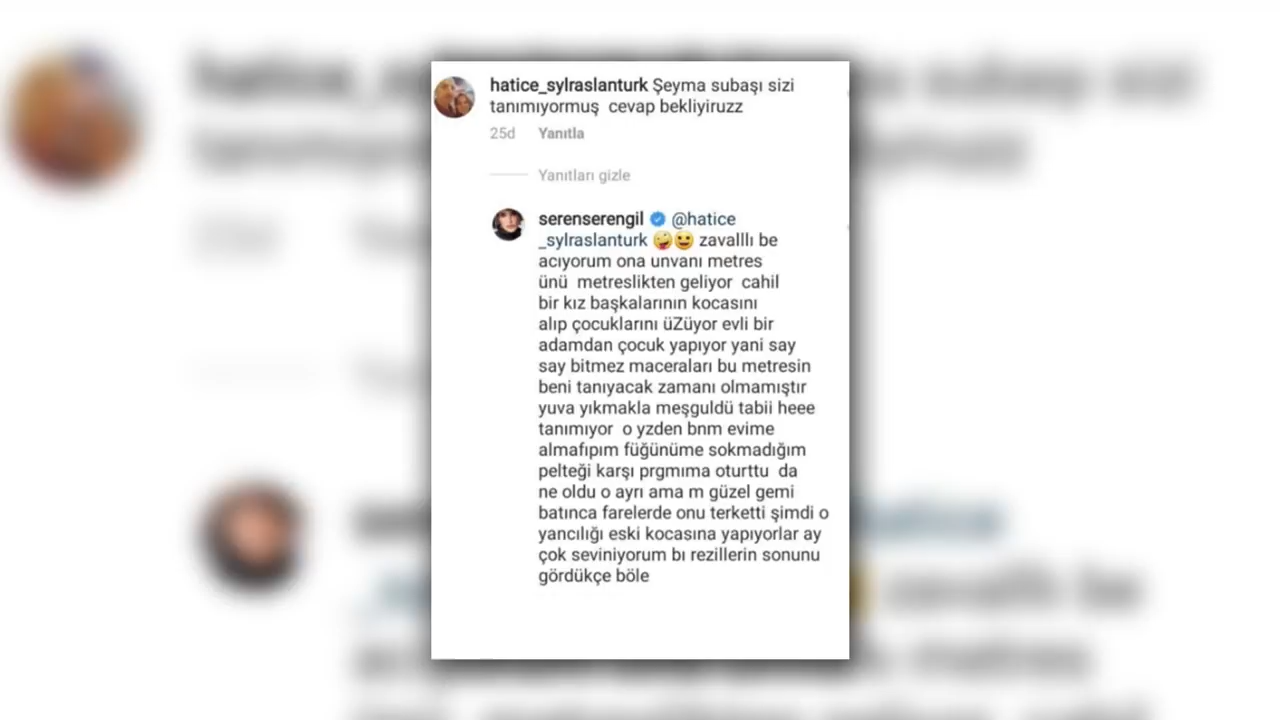 hatice_sylraslanturk Şeyma subaşı sizi
tanımıyormuş cevap bekliyiruzz
25d Yanıtla
Yanıtları gizle
serenserengil @hatice
_sylraslanturk 🤪😉 zavalllı be
acıyorum ona unvanı metres
ünü metreslikten geliyor cahil
bir kız başkalarının kocasını
alıp çocuklarını üZüyor evli bir
adamdan çocuk yapıyor yani say
say bitmez maceraları bu metresin
beni tanıyacak zamanı olmamıştır
yuva yıkmakla meşguldü tabii heee
tanımıyor o yzden bnm evime
almafıpım füğünüme sokmadığım
pelteği karşı prgmıma oturttu da
ne oldu o ayrı ama m güzel gemi
batınca farelerde onu terketti şimdi o
yancılığı eski kocasına yapıyorlar ay
çok seviniyorum bı rezillerin sonunu
gördükçe böle